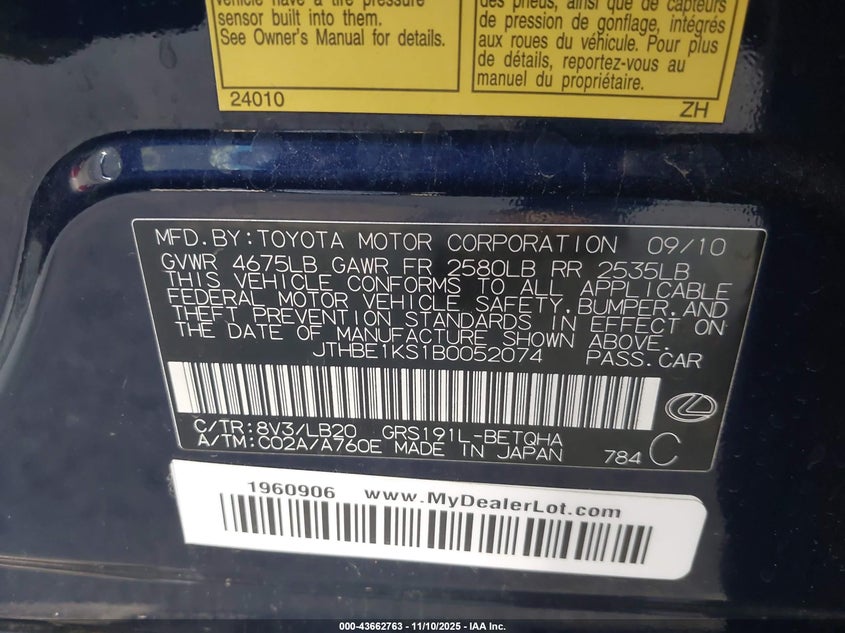 vehicle have a tire pressure
sensor built into them.
See Owner's Manual for details.
24010
des pneus, ainsi que de capteurs
de pression de gonflage, intégrés
aux roues du véhicule. Pour plus
de détails, reportez-vous au
manuel du propriétaire.
ZH
MFD.BY:TOYOTA MOTOR CORPORATION 09/10
GVWR 4675LB GAWR FR 2580LB RR 2535LB
THIS VEHICLE CONFORMS TO ALL APPLICABLE
FEDERAL MOTOR VEHICLE SAFETY,BUMPER,AND
THEFT PREVENTION STANDARDS IN EFFECT ON
THE DATE OF MANUFACTURE SHOWN ABOVE.
JTHBE1KS1B0052074 PASS.CAR
C/TR:8V3/LB20 GRS191L-BETQHA
A/TM:C02A/A760E MADE IN JAPAN 784 C
1960906 www.MyDealerLot.com
000-43662763 - 11/10/2025 - IAA Inc.